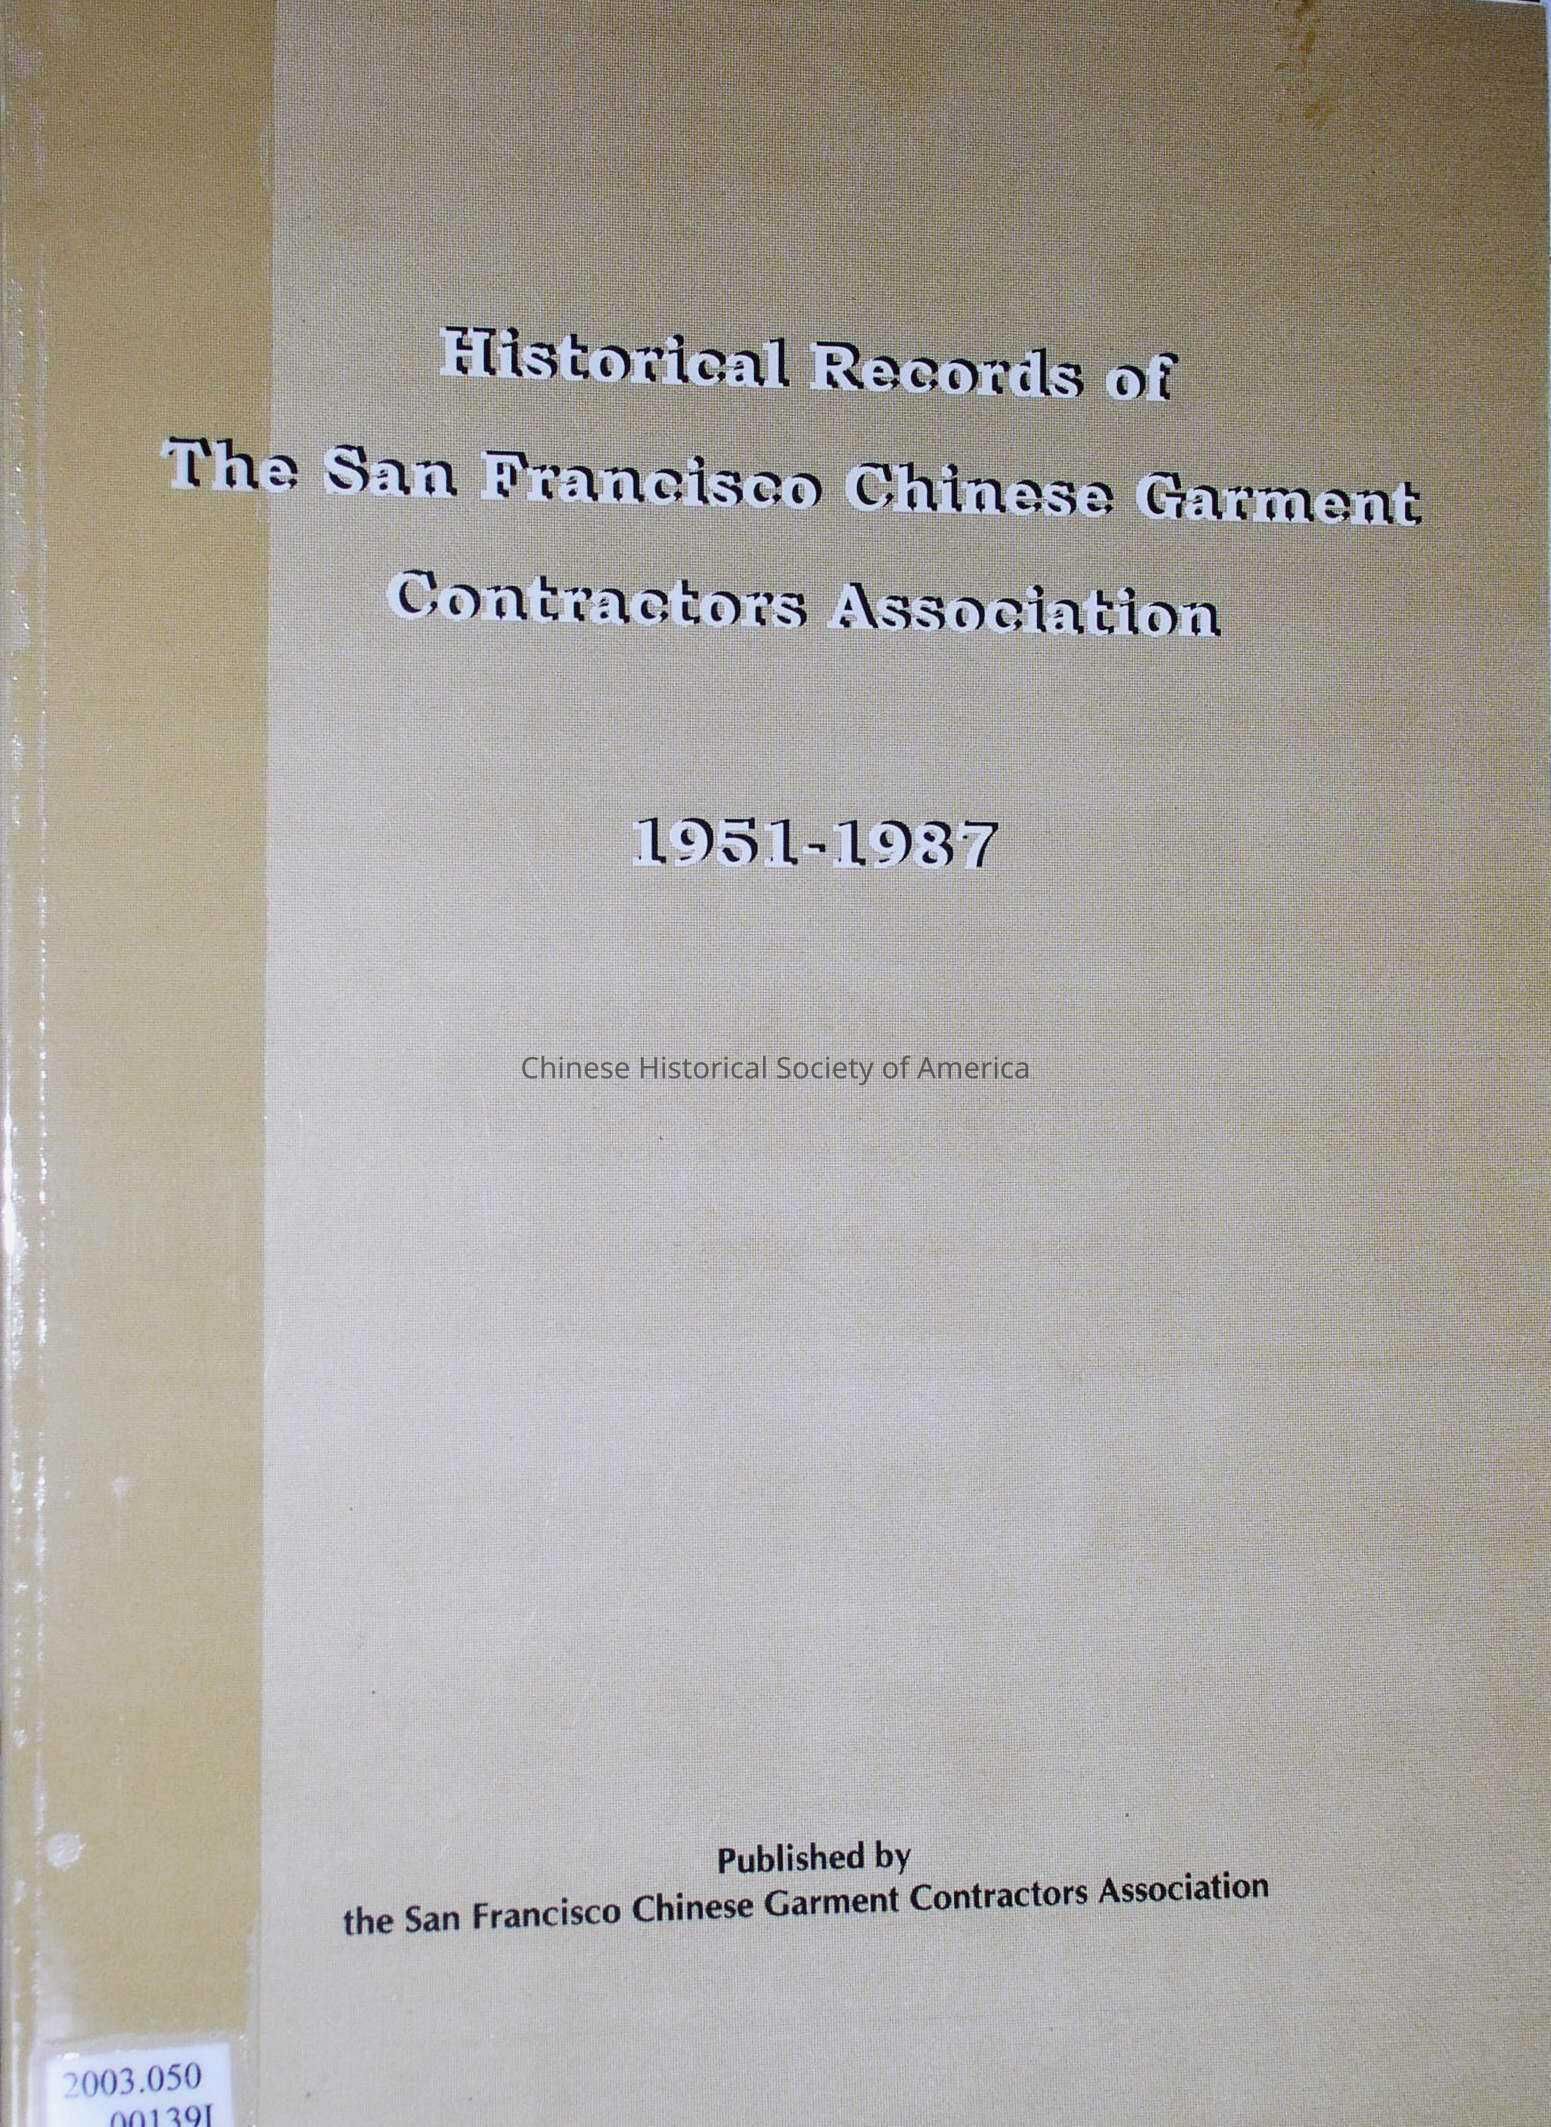 Historical Records of
The San Francisco Chinese Garment
Contractors Association
1951-1987
Chinese Historical Society of America
Published by
the San Francisco Chinese Garment Contractors Association
2003.050